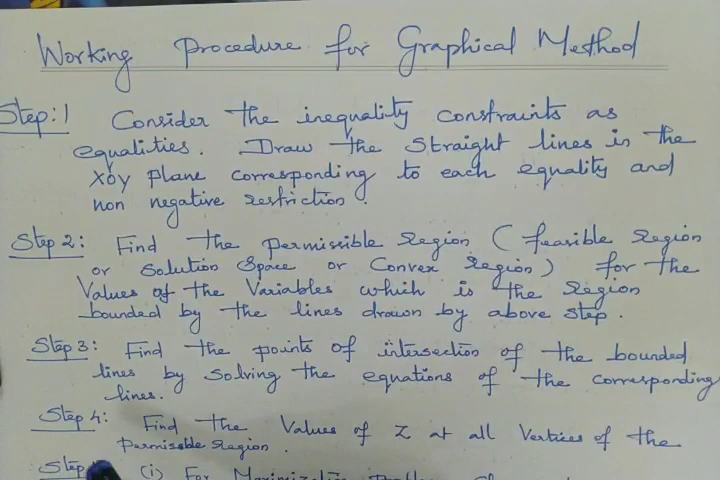 Working Procedure for Graphical Method
Step:1 Consider the inequality constraints as
equalities. Draw the Straight lines in the
XOY plane corresponding to each equality and
non negative restriction.
Step 2: Find the permissible Region (feasible Region
or Solution Space or Convex Region) for the
Values of the Variables which is the Region
bounded by the lines drawn by above step.
Step 3: Find the points of intersection of the bounded
lines by solving the equations of the corresponding
lines.
Step 4: Find the Values of Z at all Vertices of the
Permissible Region.
Step (i) For